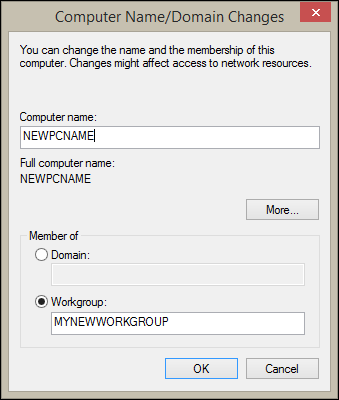 Computer Name/Domain Changes
You can change the name and the membership of this
computer. Changes might affect access to network resources.
Computer name:
NEWPCNAME
Full computer name:
NEWPCNAME
More...
Member of
Domain:
Workgroup:
MYNEWWORKGROUP
OK Cancel